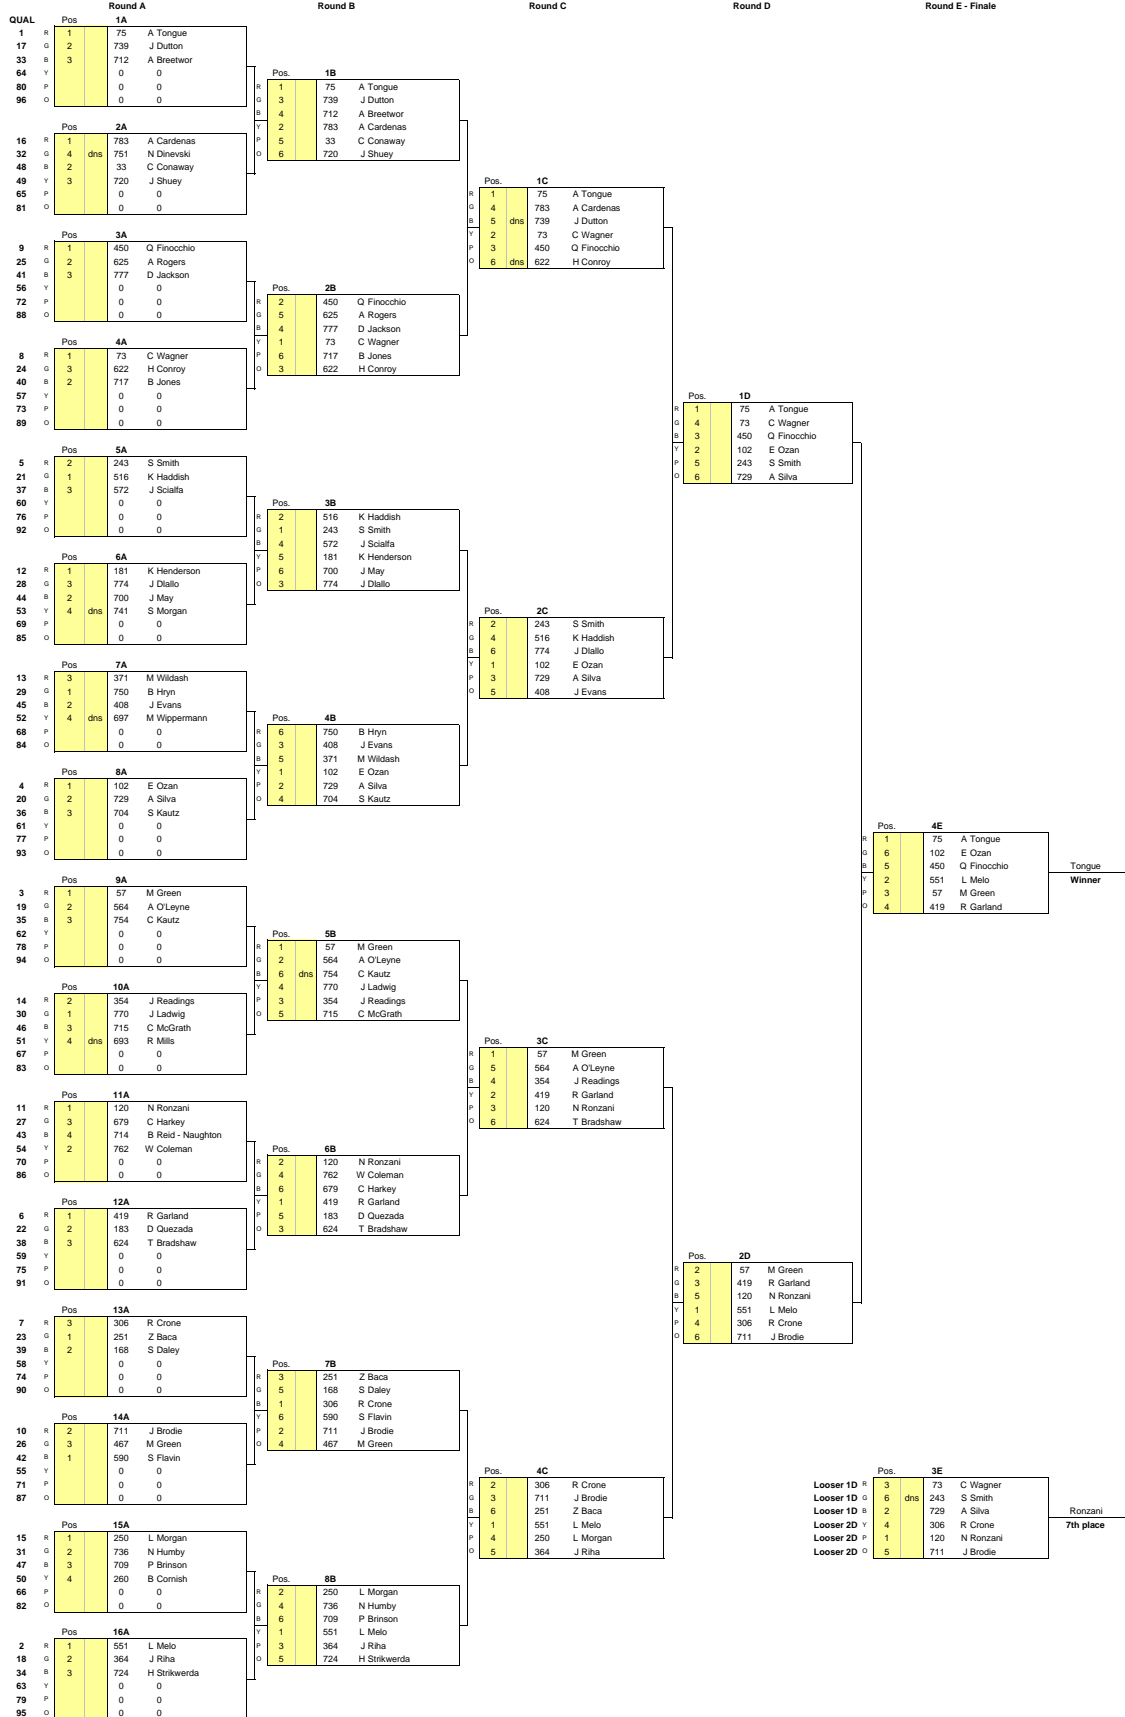 Round A Round B Round C Round D Round E - Finale
QUAL Pos 1A
1 R 1 75 A Tongue
17 G 2 739 J Dutton
33 B 3 712 A Breetwor
64 Y 0 0
80 P 0 0
96 O 0 0
Pos 2A
16 R 1 783 A Cardenas
32 G 4 dns 751 N Dinevski
48 B 2 33 C Conaway
49 Y 3 720 J Shuey
65 P 0 0
81 O 0 0
Pos 3A
9 R 1 450 Q Finocchio
25 G 2 625 A Rogers
41 B 3 777 D Jackson
56 Y 0 0
72 P 0 0
88 O 0 0
Pos 4A
8 R 1 73 C Wagner
24 G 3 622 H Conroy
40 B 2 717 B Jones
57 Y 0 0
73 P 0 0
89 O 0 0
Pos 5A
5 R 2 243 S Smith
21 G 1 516 K Haddish
37 B 3 572 J Scialfa
60 Y 0 0
76 P 0 0
92 O 0 0
Pos 6A
12 R 1 181 K Henderson
28 G 3 774 J Dlallo
44 B 2 700 J May
53 Y 4 dns 741 S Morgan
69 P 0 0
85 O 0 0
Pos 7A
13 R 3 371 M Wildash
29 G 1 750 B Hryn
45 B 2 408 J Evans
52 Y 4 dns 697 M Wippermann
68 P 0 0
84 O 0 0
Pos 8A
4 R 1 102 E Ozan
20 G 2 729 A Silva
36 B 3 704 S Kautz
61 Y 0 0
77 P 0 0
93 O 0 0
Pos 9A
3 R 1 57 M Green
19 G 2 564 A O'Leyne
35 B 3 754 C Kautz
62 Y 0 0
78 P 0 0
94 O 0 0
Pos 10A
14 R 2 354 J Readings
30 G 1 770 J Ladwig
46 B 3 715 C McGrath
51 Y 4 dns 693 R Mills
67 P 0 0
83 O 0 0
Pos 11A
11 R 1 120 N Ronzani
27 G 3 679 C Harkey
43 B 4 714 B Reid - Naughton
54 Y 2 762 W Coleman
70 P 0 0
86 O 0 0
Pos 12A
6 R 1 419 R Garland
22 G 2 183 D Quezada
38 B 3 624 T Bradshaw
59 Y 0 0
75 P 0 0
91 O 0 0
Pos 13A
7 R 3 306 R Crone
23 G 1 251 Z Baca
39 B 2 168 S Daley
58 Y 0 0
74 P 0 0
90 O 0 0
Pos 14A
10 R 2 711 J Brodie
26 G 3 467 M Green
42 B 1 590 S Flavin
55 Y 0 0
71 P 0 0
87 O 0 0
Pos 15A
15 R 1 250 L Morgan
31 G 2 736 N Humby
47 B 3 709 P Brinson
50 Y 4 260 B Cornish
66 P 0 0
82 O 0 0
Pos 16A
2 R 1 551 L Melo
18 G 2 364 J Riha
34 B 3 724 H Strikwerda
63 Y 0 0
79 P 0 0
95 O 0 0
Pos. 1B
R 1 75 A Tongue
G 3 739 J Dutton
B 4 712 A Breetwor
Y 2 783 A Cardenas
P 5 33 C Conaway
O 6 720 J Shuey
Pos. 2B
R 2 450 Q Finocchio
G 5 625 A Rogers
B 4 777 D Jackson
Y 1 73 C Wagner
P 6 717 B Jones
O 3 622 H Conroy
Pos. 3B
R 2 516 K Haddish
G 1 243 S Smith
B 4 572 J Scialfa
Y 5 181 K Henderson
P 6 700 J May
O 3 774 J Dlallo
Pos. 4B
R 6 750 B Hryn
G 3 408 J Evans
B 5 371 M Wildash
Y 1 102 E Ozan
P 2 729 A Silva
O 4 704 S Kautz
Pos. 5B
R 1 57 M Green
G 2 564 A O'Leyne
B 6 dns 754 C Kautz
Y 4 770 J Ladwig
P 3 354 J Readings
O 5 715 C McGrath
Pos. 6B
R 2 120 N Ronzani
G 4 762 W Coleman
B 6 679 C Harkey
Y 1 419 R Garland
P 5 183 D Quezada
O 3 624 T Bradshaw
Pos. 7B
R 3 251 Z Baca
G 5 168 S Daley
B 1 306 R Crone
Y 6 590 S Flavin
P 2 711 J Brodie
O 4 467 M Green
Pos. 8B
R 2 250 L Morgan
G 4 736 N Humby
B 6 709 P Brinson
Y 1 551 L Melo
P 3 364 J Riha
O 5 724 H Strikwerda
Pos. 1C
R 1 75 A Tongue
G 4 783 A Cardenas
B 5 dns 739 J Dutton
Y 2 73 C Wagner
P 3 450 Q Finocchio
O 6 dns 622 H Conroy
Pos. 2C
R 2 243 S Smith
G 4 516 K Haddish
B 6 774 J Dlallo
Y 1 102 E Ozan
P 3 729 A Silva
O 5 408 J Evans
Pos. 3C
R 1 57 M Green
G 5 564 A O'Leyne
B 4 354 J Readings
Y 2 419 R Garland
P 3 120 N Ronzani
O 6 624 T Bradshaw
Pos. 4C
R 2 306 R Crone
G 3 711 J Brodie
B 6 251 Z Baca
Y 1 551 L Melo
P 4 250 L Morgan
O 5 364 J Riha
Pos. 1D
R 1 75 A Tongue
G 4 73 C Wagner
B 3 450 Q Finocchio
Y 2 102 E Ozan
P 5 243 S Smith
O 6 729 A Silva
Pos. 2D
R 2 57 M Green
G 3 419 R Garland
B 5 120 N Ronzani
Y 1 551 L Melo
P 4 306 R Crone
O 6 711 J Brodie
Pos. 4E
R 1 75 A Tongue
G 6 102 E Ozan
B 5 450 Q Finocchio Tongue
Y 2 551 L Melo Winner
P 3 57 M Green
O 4 419 R Garland
Pos. 3E
Looser 1D R 3 73 C Wagner
Looser 1D G 6 dns 243 S Smith
Looser 1D B 2 729 A Silva Ronzani
Looser 2D Y 4 306 R Crone 7th place
Looser 2D P 1 120 N Ronzani
Looser 2D O 5 711 J Brodie